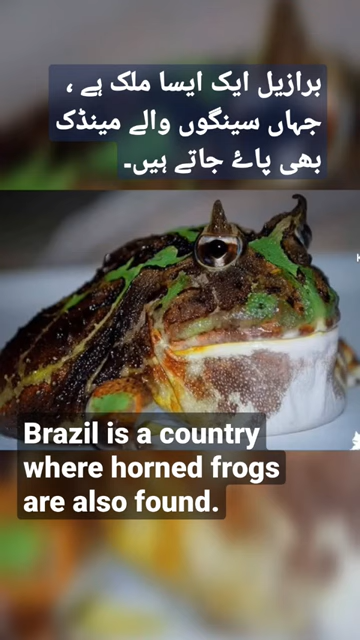 برازیل ایک ایسا ملک ہے ،
جہاں سینگوں والے مینڈک
بھی پائے جاتے ہیں۔
Brazil is a country
where horned frogs
are also found.